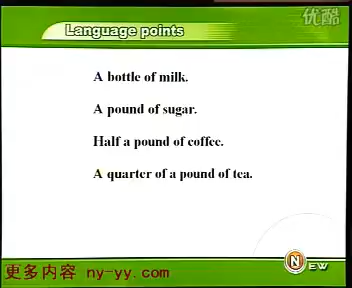 优酷
Language points
A bottle of milk.
A pound of sugar.
Half a pound of coffee.
A quarter of a pound of tea.
NEW
更多内容 ny-yy.com